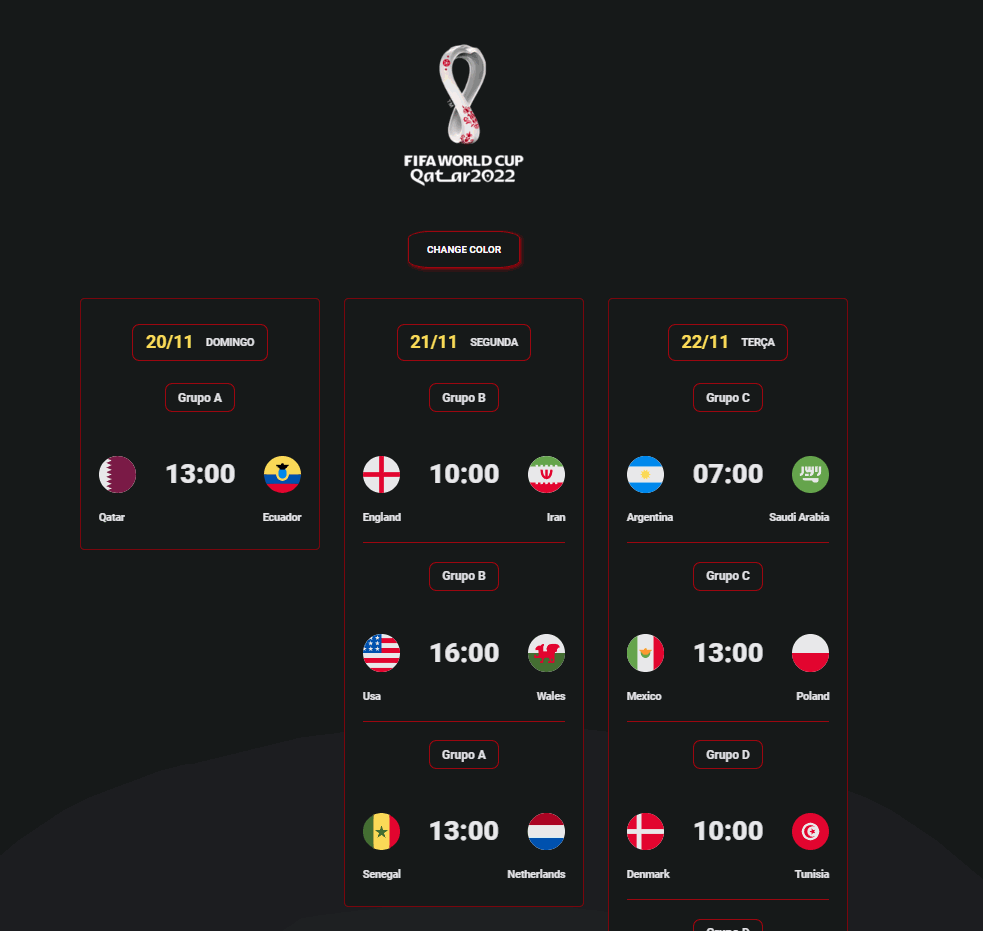 FIFA WORLD CUP
Qatar2022
CHANGE COLOR
20/11 DOMINGO
Grupo A
13:00
Qatar Ecuador
21/11 SEGUNDA
Grupo B
10:00
England Iran
Grupo B
16:00
Usa Wales
Grupo A
13:00
Senegal Netherlands
22/11 TERÇA
Grupo C
07:00
Argentina Saudi Arabia
Grupo C
13:00
Mexico Poland
Grupo D
10:00
Denmark Tunisia